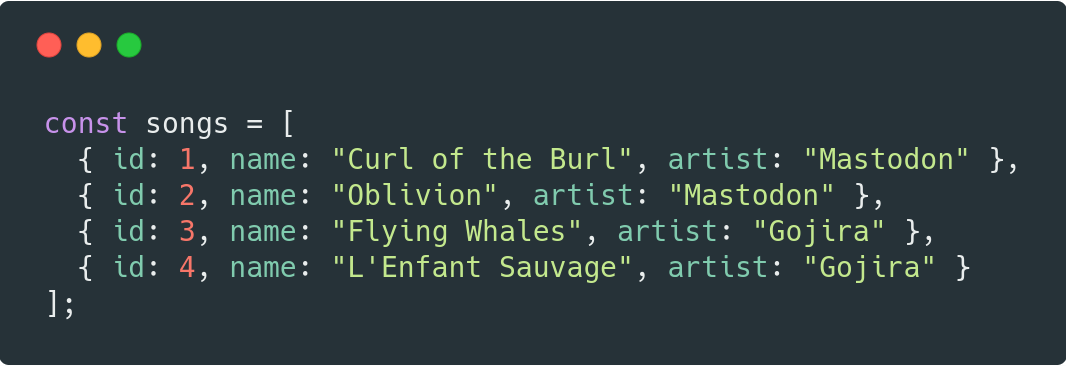 const songs = [
  { id: 1, name: "Curl of the Burl", artist: "Mastodon" },
  { id: 2, name: "Oblivion", artist: "Mastodon" },
  { id: 3, name: "Flying Whales", artist: "Gojira" },
  { id: 4, name: "L'Enfant Sauvage", artist: "Gojira" }
];